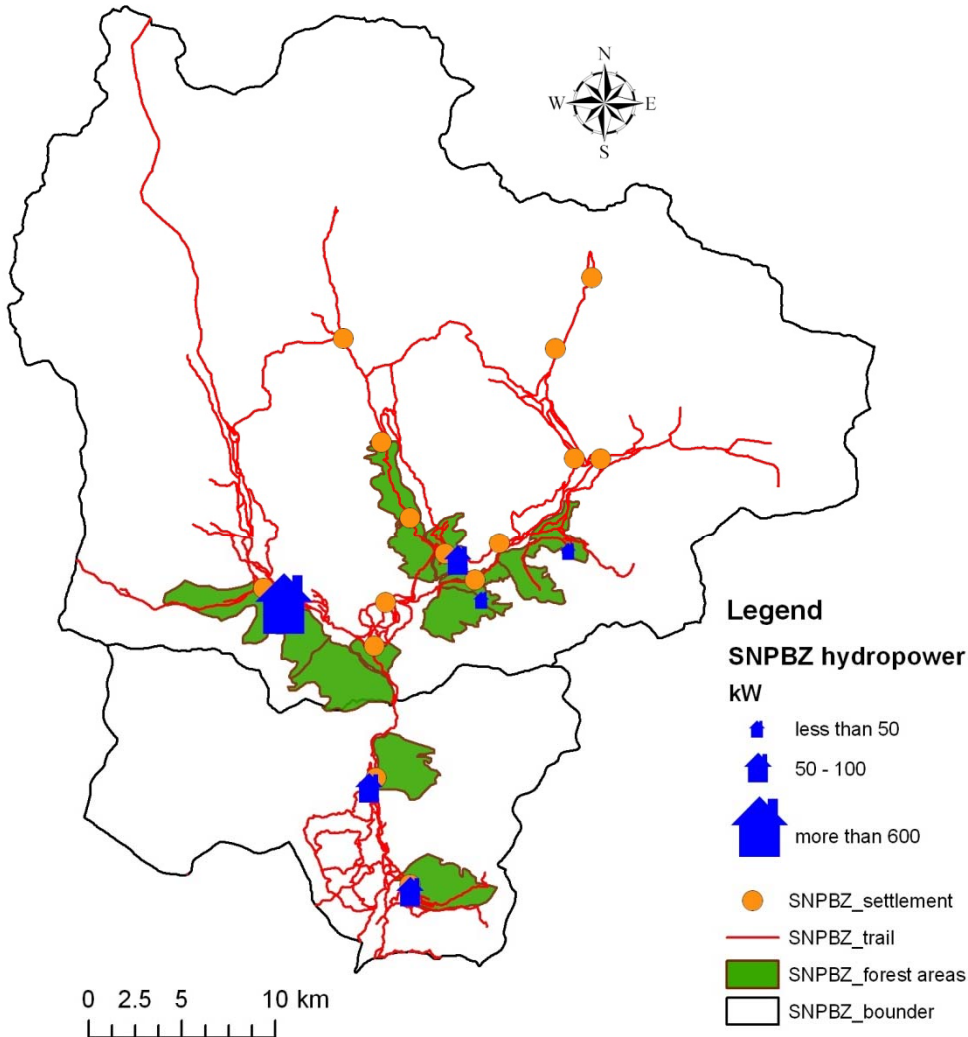 N
W E
S
Legend
SNPBZ hydropower
kW
less than 50
50 - 100
more than 600
SNPBZ_settlement
SNPBZ_trail
SNPBZ_forest areas
SNPBZ_bounder
0 2.5 5 10 km